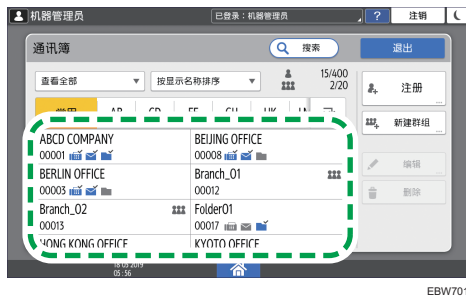 机器管理员
已登录：机器管理员
?
注销
通讯簿
搜索
退出
查看全部
按显示名称排序
15/400
2/20
注册
新建群组
编辑
删除
常用 AB CD EF GH IJK
ABCD COMPANY
00001
BEIJING OFFICE
00008
BERLIN OFFICE
00003
Branch_01
00012
Branch_02
00013
Folder01
00017
HONG KONG OFFICE
KYOTO OFFICE
18 05 2019
05:56
EBW701